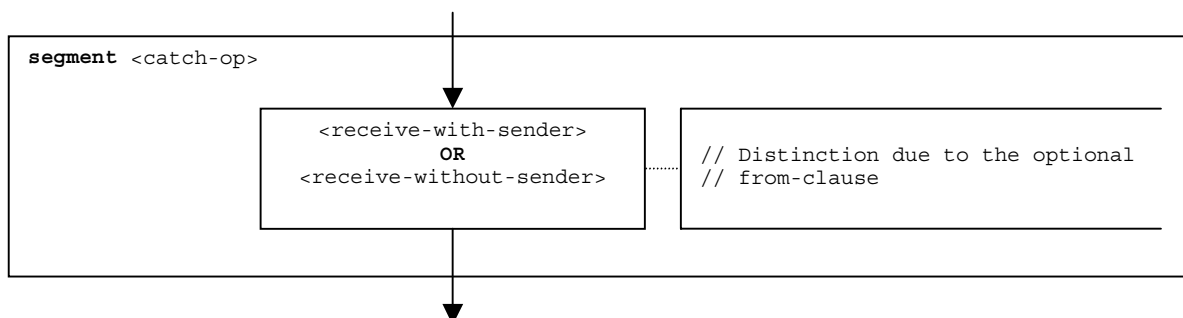 segment <catch-op>
<receive-with-sender>
OR
<receive-without-sender>
// Distinction due to the optional
// from-clause